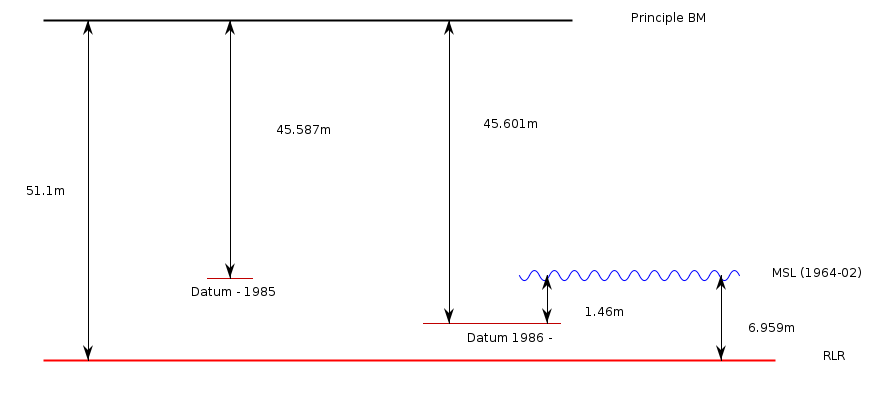 Principle BM
45.587m
45.601m
51.1m
MSL (1964-02)
Datum - 1985
1.46m
6.959m
Datum 1986 -
RLR